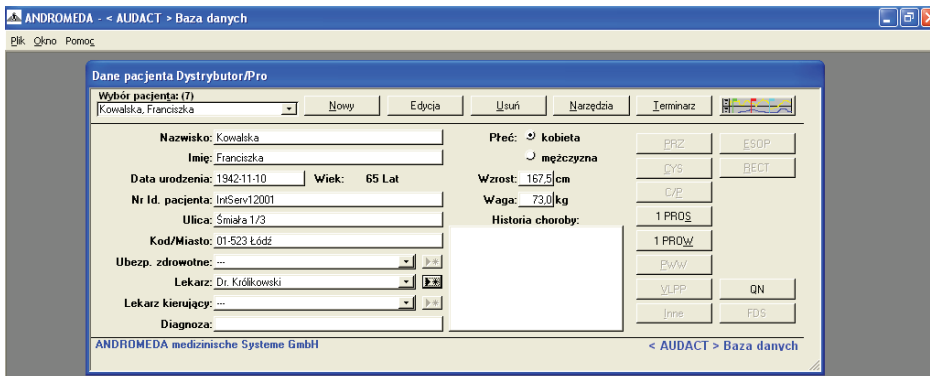 ANDROMEDA - < AUDACT > Baza danych
Plik Okno Pomoc
Dane pacjenta Dystrybutor/Pro
Wybór pacjenta: (7)
Kowalska, Franciszka Nowy Edycja Usuń Narzędzia Terminarz
Nazwisko: Kowalska Płeć: kobieta PRZ ESOP
Imię: Franciszka mężczyzna CYS RECT
Data urodzenia: 1942-11-10 Wiek: 65 Lat Wzrost: 167,5 cm C/P
Nr Id. pacjenta: IntServ12001 Waga: 73,0 kg
Ulica: Śmiała 1/3 Historia choroby: 1 PROS
Kod/Miasto: 01-523 Łódź 1 PROW
Ubezp. zdrowotne: --- PWW
Lekarz: Dr. Królikowski VLPP QN
Lekarz kierujący: --- Inne FDS
Diagnoza:
ANDROMEDA medizinische Systeme GmbH < AUDACT > Baza danych